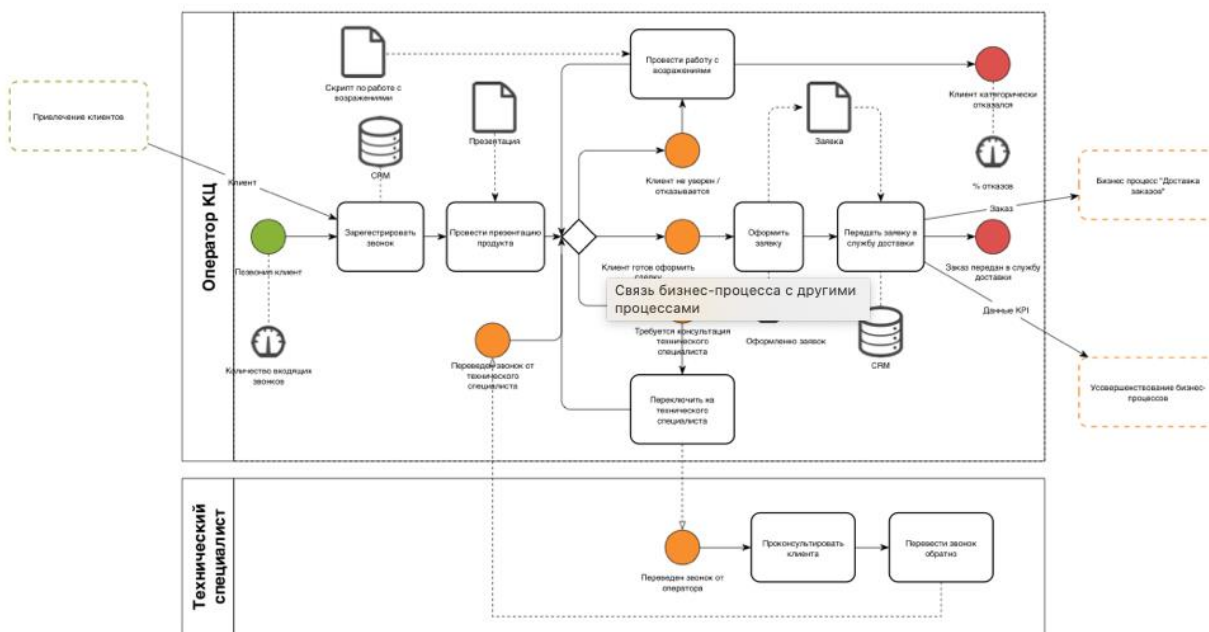 Оператор КЦ
Привлечение клиентов
Скрипт по работе с
возражениями
Провести работу с
возражениями
Клиент категорически
отказался
CRM
Презентация
Заявка
% отказов
Клиент не уверен /
отказывается
Бизнес процесс "Доставка
заказов"
Клиент
Заказ
Позвонил клиент
Зарегестрировать
звонок
Провести презентацию
продукта
Клиент готов оформить
Оформить
заявку
Передать заявку в
службу доставки
Заказ передан в службу
доставки
Связь бизнес-процесса с другими
процессами
Данные KPI
Количество входящих
звонков
Переведен звонок от
технического
специалиста
Требуется консультация
технического
специалиста
Оформленно заявок
CRM
Переключить на
технического
специалиста
Усовершенствование бизнес-
процессов
Технический
специалист
Переведен звонок от
оператора
Проконсультировать
клиента
Перевести звонок
обратно